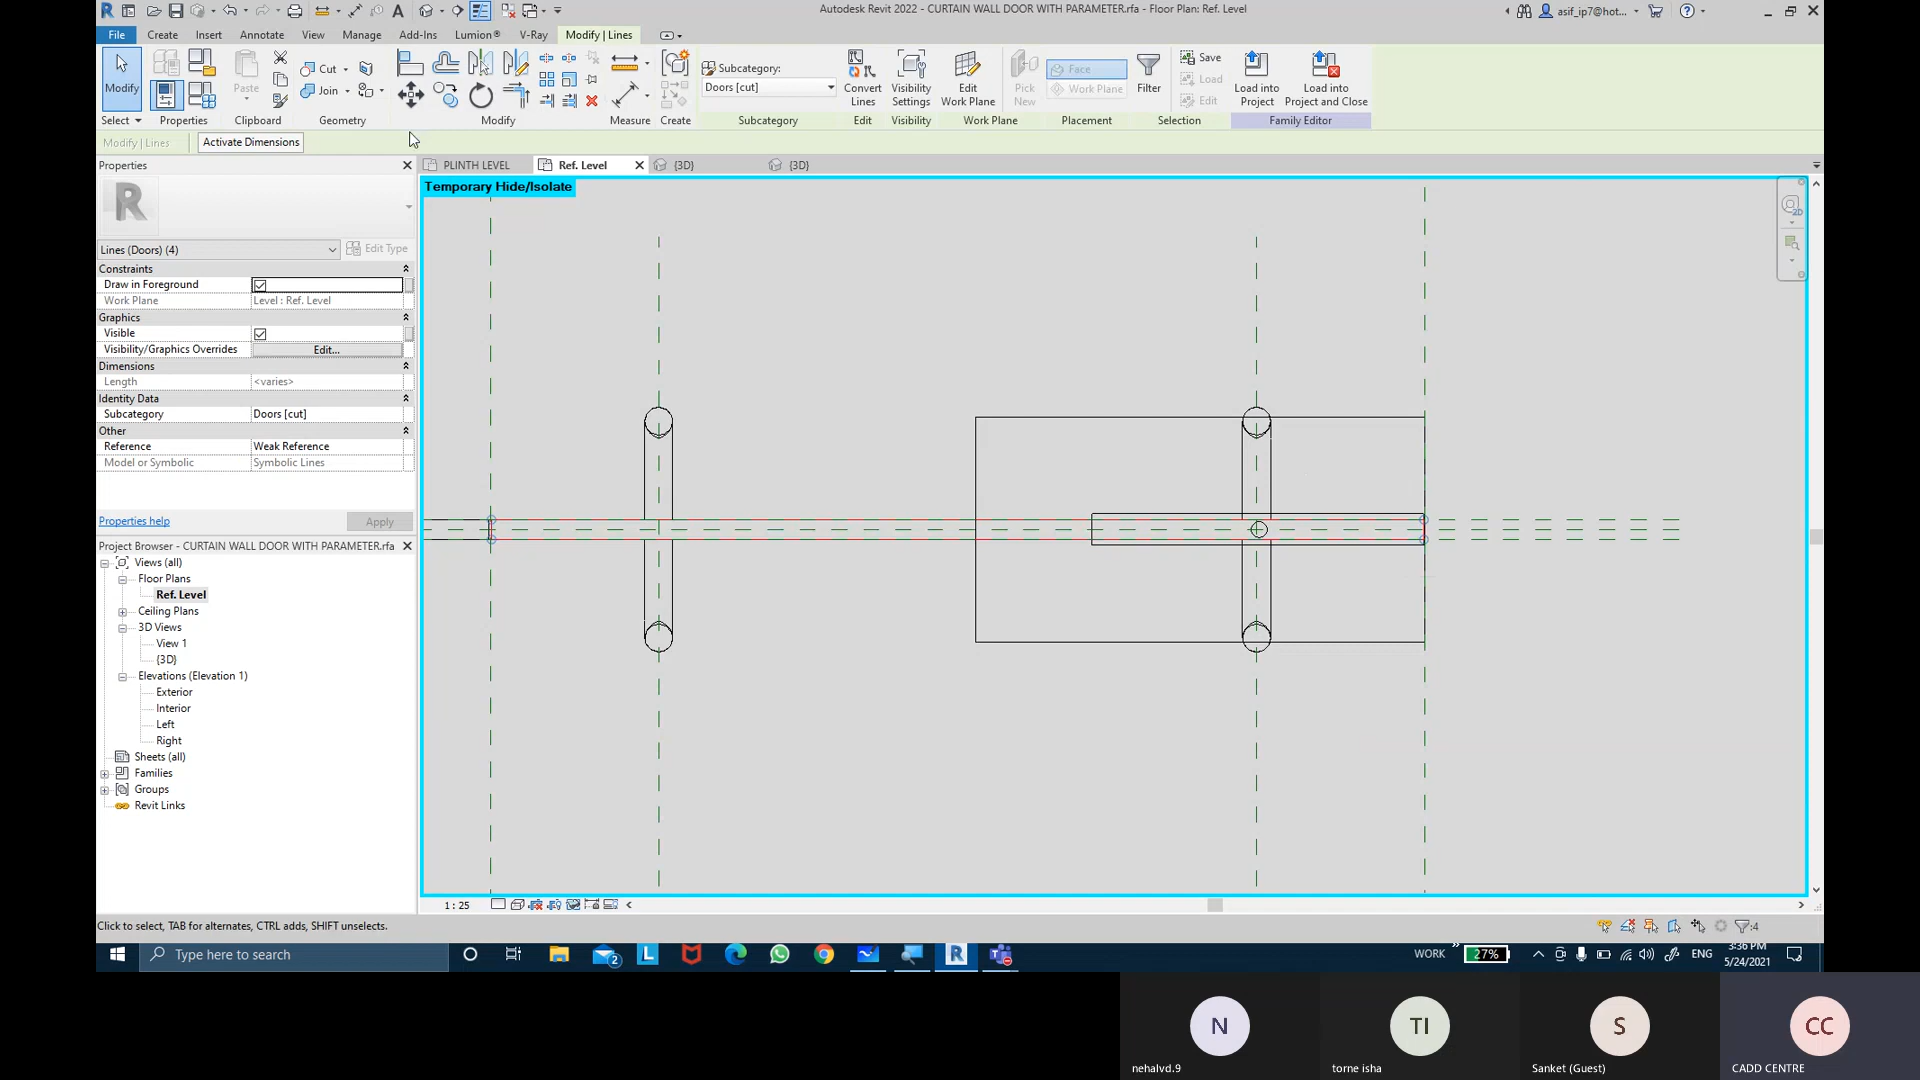 Autodesk Revit 2022 - CURTAIN WALL DOOR WITH PARAMETER.rfa - Floor Plan: Ref. Level
asif_ip7@hot...
File Create Insert Annotate View Manage Add-Ins Lumion® V-Ray Modify | Lines
Modify
Paste
Cut
Join
Subcategory:
Doors [cut]
Convert Lines
Visibility Settings
Edit Work Plane
Pick New
Face
Work Plane
Filter
Save
Load
Edit
Load into Project
Load into Project and Close
Select Properties Clipboard Geometry Modify Measure Create Subcategory Edit Visibility Work Plane Placement Selection Family Editor
Modify | Lines Activate Dimensions
Properties
PLINTH LEVEL Ref. Level {3D} {3D}
Temporary Hide/Isolate
R
2D
Lines (Doors) (4) Edit Type
Constraints
Draw in Foreground
Work Plane Level : Ref. Level
Graphics
Visible
Visibility/Graphics Overrides Edit...
Dimensions
Length <varies>
Identity Data
Subcategory Doors [cut]
Other
Reference Weak Reference
Model or Symbolic Symbolic Lines
Properties help Apply
Project Browser - CURTAIN WALL DOOR WITH PARAMETER.rfa
Views (all)
Floor Plans
Ref. Level
Ceiling Plans
3D Views
View 1
{3D}
Elevations (Elevation 1)
Exterior
Interior
Left
Right
Sheets (all)
Families
Groups
Revit Links
1 : 25
Click to select, TAB for alternates, CTRL adds, SHIFT unselects.
:4
Type here to search
2
L
R
WORK
27%
ENG
3:36 PM
5/24/2021
N TI S CC
nehalvd.9 torne isha Sanket (Guest) CADD CENTRE